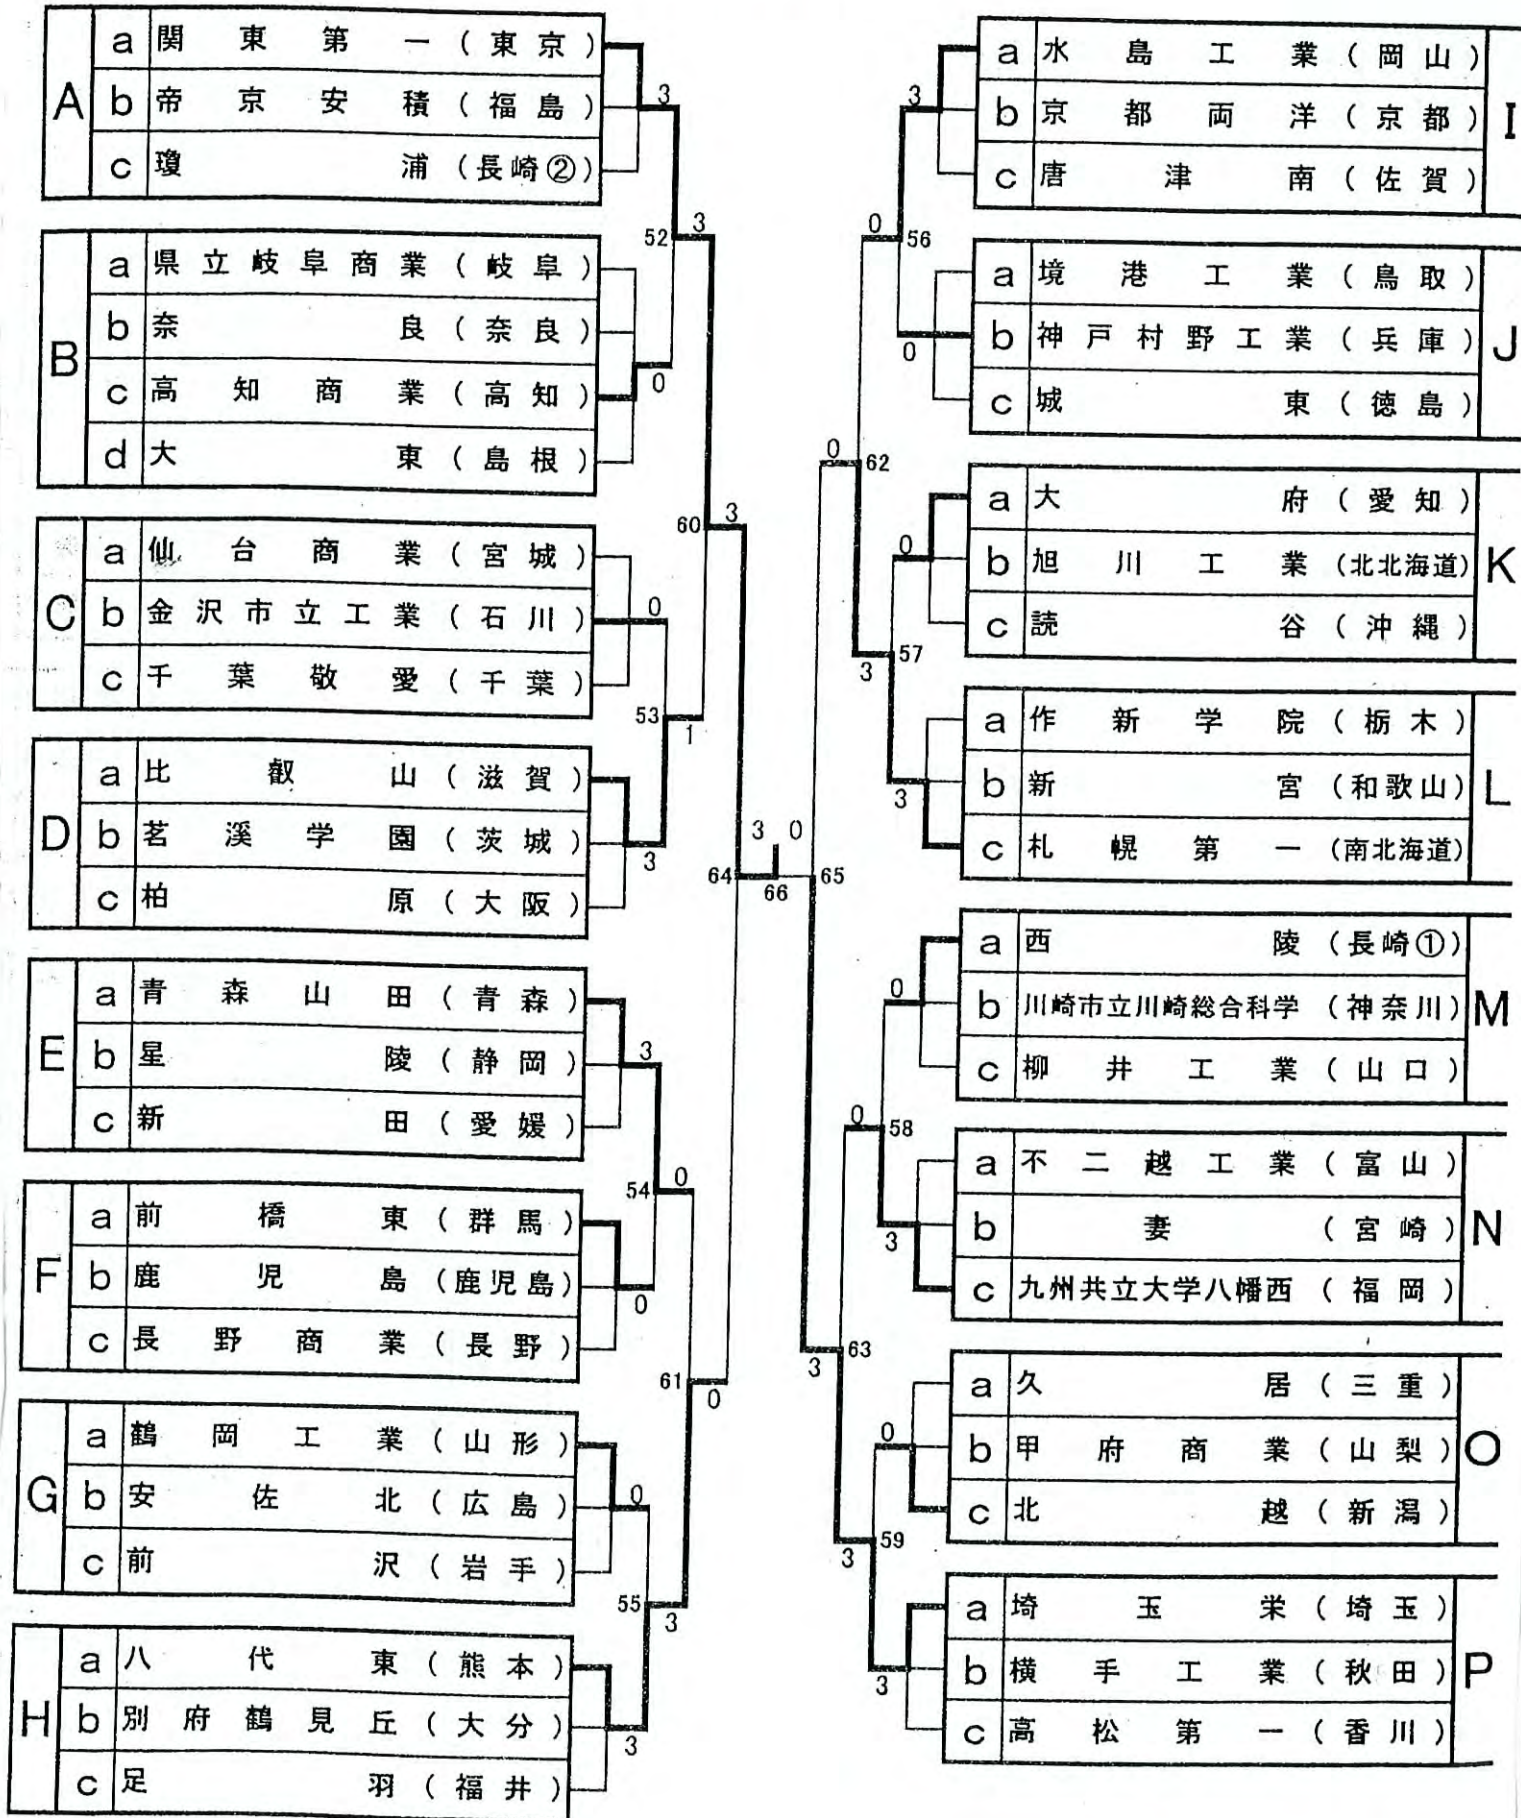 A
a 関東第一（東京）
b 帝京安積（福島）
c 瓊浦（長崎②）
3
B
a 県立岐阜商業（岐阜）
b 奈良（奈良）
c 高知商業（高知）
d 大東（島根）
0
52
3
C
a 仙台商業（宮城）
b 金沢市立工業（石川）
c 千葉敬愛（千葉）
0
D
a 比叡山（滋賀）
b 茗溪学園（茨城）
c 柏原（大阪）
3
53
1
60
3
E
a 青森山田（青森）
b 星陵（静岡）
c 新田（愛媛）
3
F
a 前橋東（群馬）
b 鹿児島（鹿児島）
c 長野商業（長野）
0
54
0
G
a 鶴岡工業（山形）
b 安佐北（広島）
c 前沢（岩手）
0
H
a 八代東（熊本）
b 別府鶴見丘（大分）
c 足羽（福井）
3
55
3
61
0
64
3 0
66
65
I
a 水島工業（岡山）
b 京都両洋（京都）
c 唐津南（佐賀）
3
J
a 境港工業（鳥取）
b 神戸村野工業（兵庫）
c 城東（徳島）
0
56
0
K
a 大府（愛知）
b 旭川工業（北北海道）
c 読谷（沖縄）
0
L
a 作新学院（栃木）
b 新宮（和歌山）
c 札幌第一（南北海道）
3
57
3
62
0
M
a 西陵（長崎①）
b 川崎市立川崎総合科学（神奈川）
c 柳井工業（山口）
0
N
a 不二越工業（富山）
b 妻（宮崎）
c 九州共立大学八幡西（福岡）
3
58
0
O
a 久居（三重）
b 甲府商業（山梨）
c 北越（新潟）
0
P
a 埼玉栄（埼玉）
b 横手工業（秋田）
c 高松第一（香川）
3
59
3
63
3